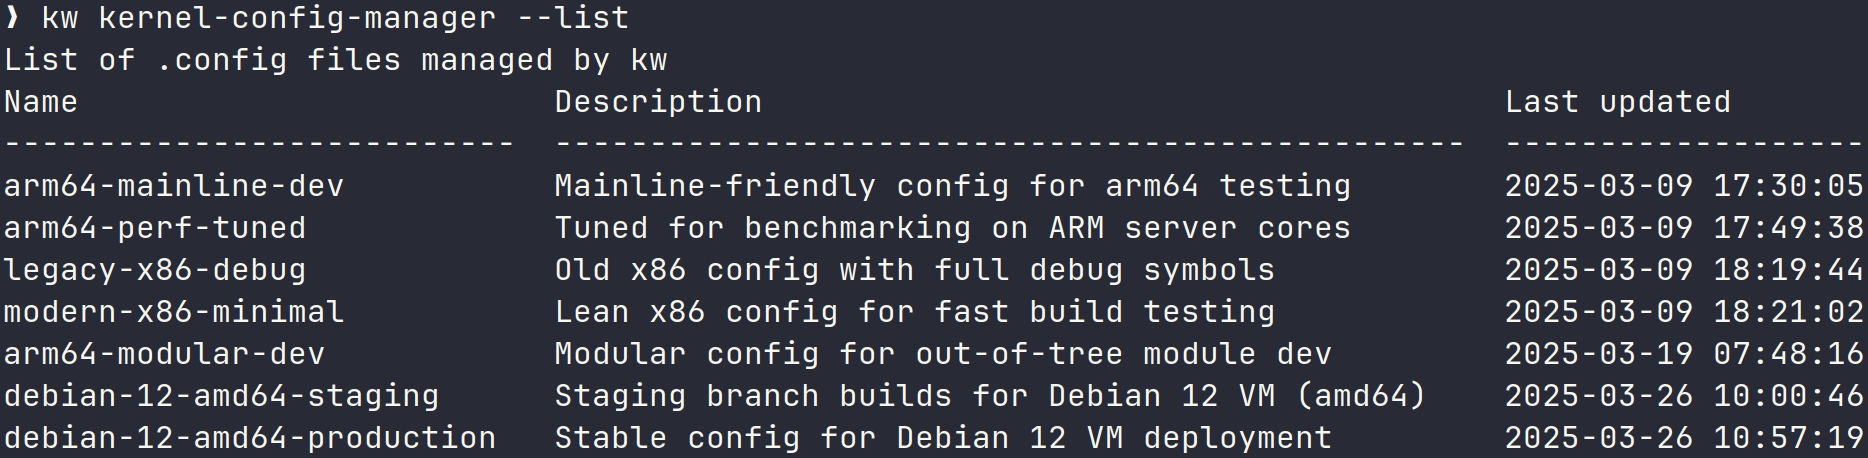 ❱ kw kernel-config-manager --list
List of .config files managed by kw
Name                         Description                                       Last updated
---------------------------  ------------------------------------------------  -------------------
arm64-mainline-dev           Mainline-friendly config for arm64 testing        2025-03-09 17:30:05
arm64-perf-tuned             Tuned for benchmarking on ARM server cores        2025-03-09 17:49:38
legacy-x86-debug             Old x86 config with full debug symbols            2025-03-09 18:19:44
modern-x86-minimal           Lean x86 config for fast build testing            2025-03-09 18:21:02
arm64-modular-dev            Modular config for out-of-tree module dev         2025-03-19 07:48:16
debian-12-amd64-staging      Staging branch builds for Debian 12 VM (amd64)    2025-03-26 10:00:46
debian-12-amd64-production   Stable config for Debian 12 VM deployment         2025-03-26 10:57:19